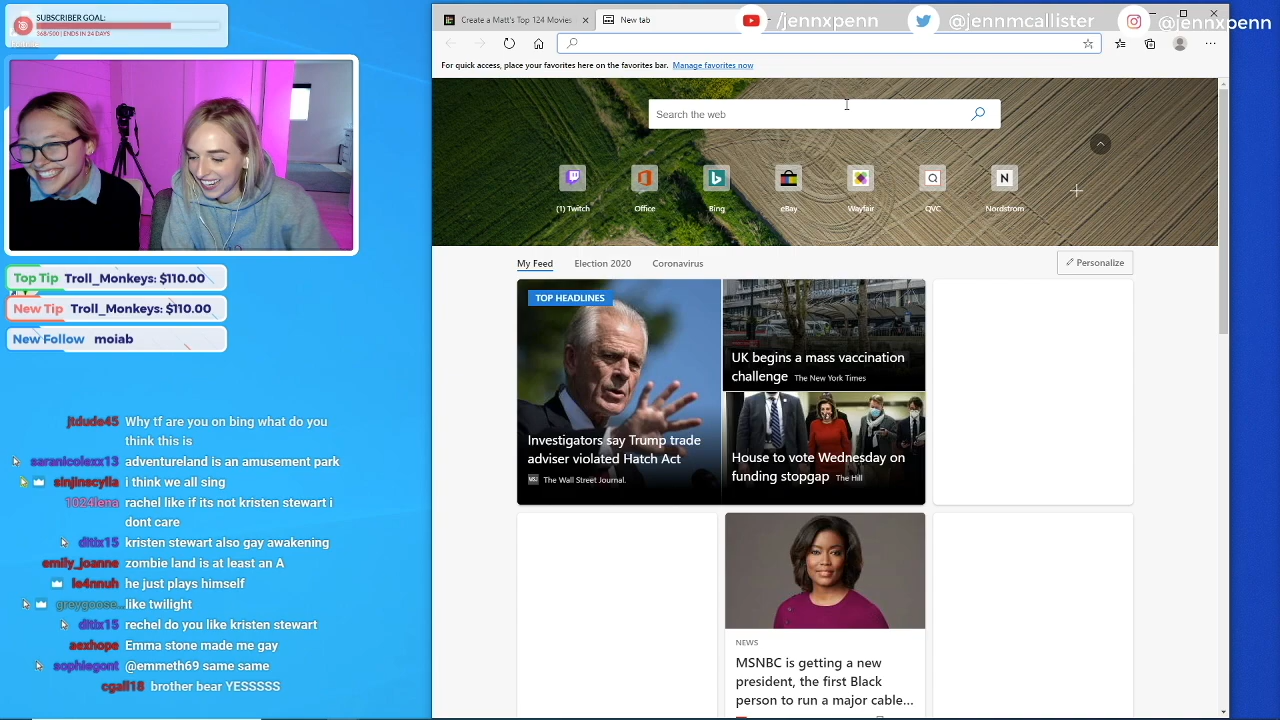 SUBSCRIBER GOAL:
368/500 | ENDS IN 24 DAYS
Create a Matt's Top 124 Movies
New tab
/jennxpenn
@jennmcallister
@jennxpenn
For quick access, place your favorites here on the favorites bar. Manage favorites now
Search the web
(1) Twitch
Office
Bing
eBay
Wayfair
QVC
Nordstrom
My Feed
Election 2020
Coronavirus
Personalize
TOP HEADLINES
Investigators say Trump trade
adviser violated Hatch Act
WSJ The Wall Street Journal.
UK begins a mass vaccination
challenge The New York Times
House to vote Wednesday on
funding stopgap The Hill
NEWS
MSNBC is getting a new
president, the first Black
person to run a major cable...
Top Tip Troll_Monkeys: $110.00
New Tip Troll_Monkeys: $110.00
New Follow moiab
jtdude45 Why tf are you on bing what do you
think this is
saranicolexx13 adventureland is an amusement park
sinjinscylla i think we all sing
1024lena rachel like if its not kristen stewart i
dont care
ditix15 kristen stewart also gay awakening
emily_joanne zombie land is at least an A
le4nnuh he just plays himself
greygoose... like twilight
ditix15 rechel do you like kristen stewart
aexhope Emma stone made me gay
sophiegont @emmeth69 same same
cgall18 brother bear YESSSSS